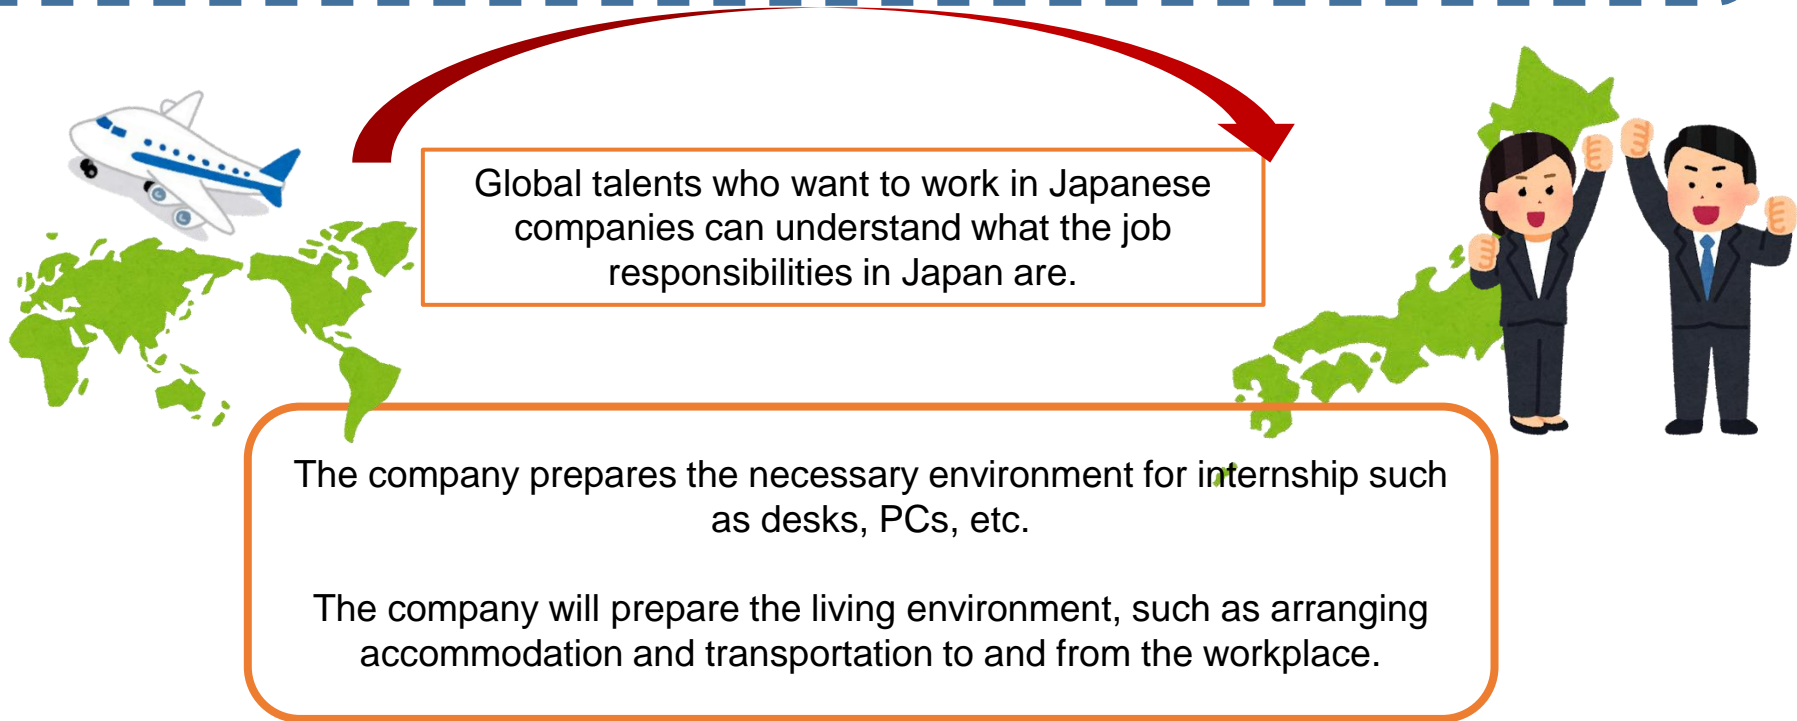 Global talents who want to work in Japanese
companies can understand what the job
responsibilities in Japan are.
The company prepares the necessary environment for internship such
as desks, PCs, etc.
The company will prepare the living environment, such as arranging
accommodation and transportation to and from the workplace.